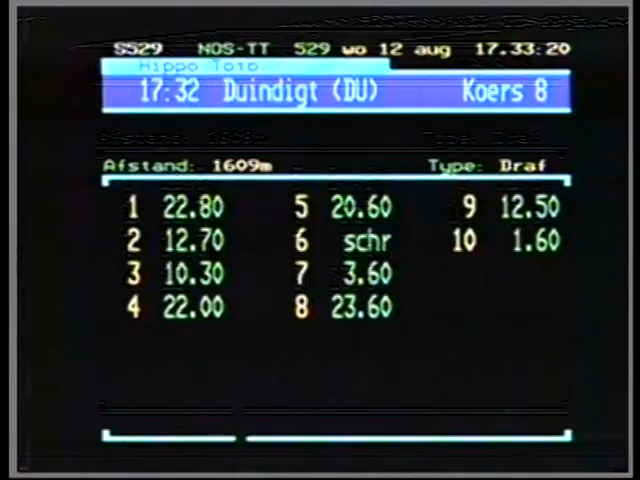 S529 NOS-TT 529 wo 12 aug 17.33:20
Hippo Toto
17:32 Duindigt (DU) Koers 8
Afstand: 1609m Type: Draf
1 22.80 5 20.60 9 12.50
2 12.70 6 schr 10 1.60
3 10.30 7 3.60
4 22.00 8 23.60